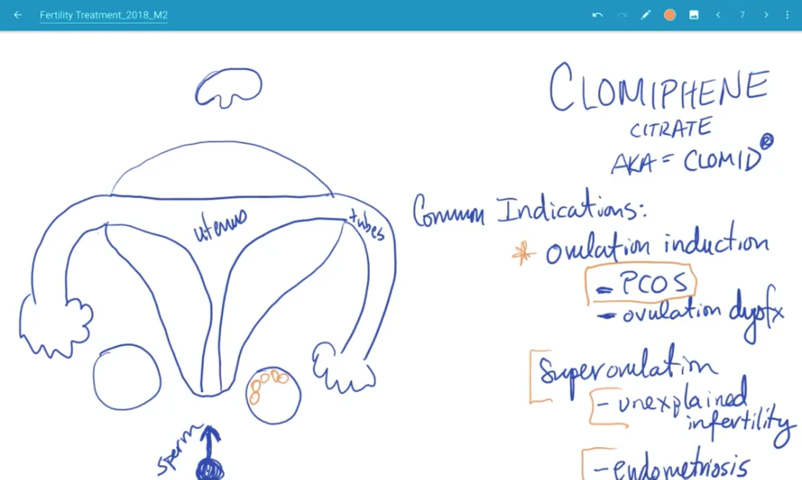 Fertility Treatment_2018_M2
7
CLOMIPHENE
CITRATE
AKA = CLOMID®
Common Indications:
* Ovulation induction
- PCOS
- ovulation dysfx
Superovulation
- unexplained
infertility
- endometriosis
uterus
tubes
sperm